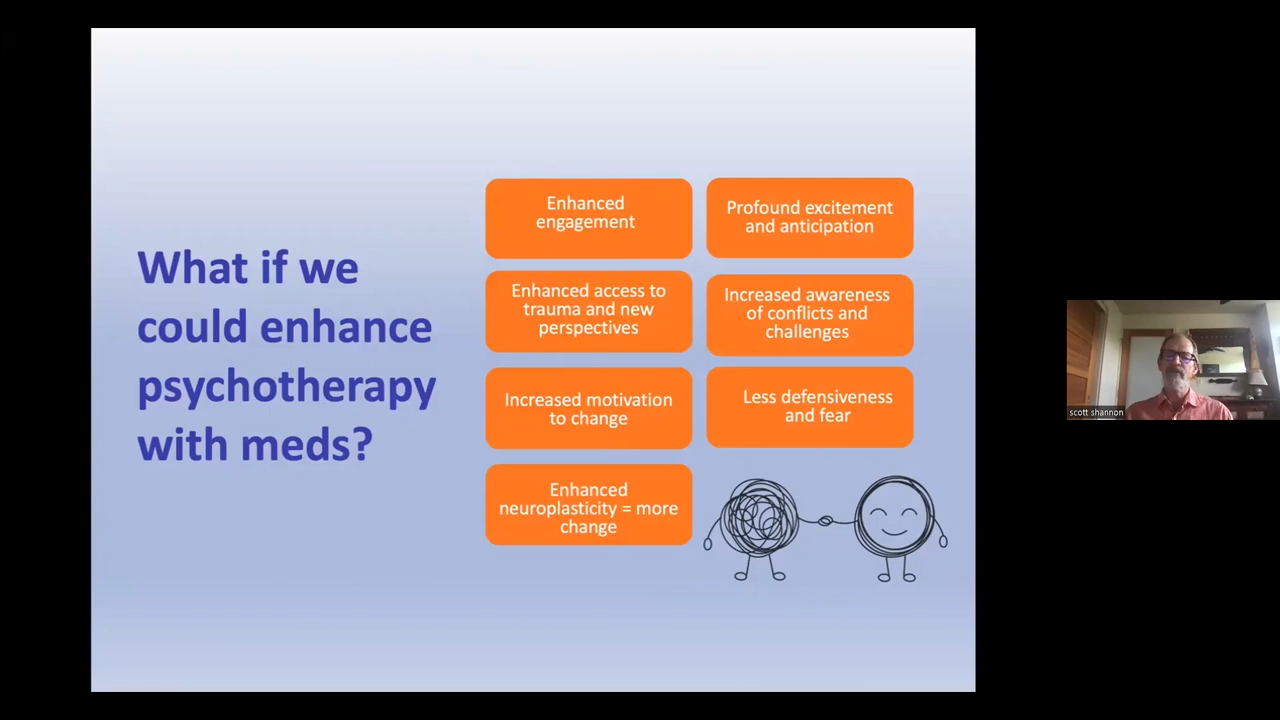 What if we
could enhance
psychotherapy
with meds?
Enhanced
engagement
Profound excitement
and anticipation
Enhanced access to
trauma and new
perspectives
Increased awareness
of conflicts and
challenges
Increased motivation
to change
Less defensiveness
and fear
Enhanced
neuroplasticity = more
change
scott shannon